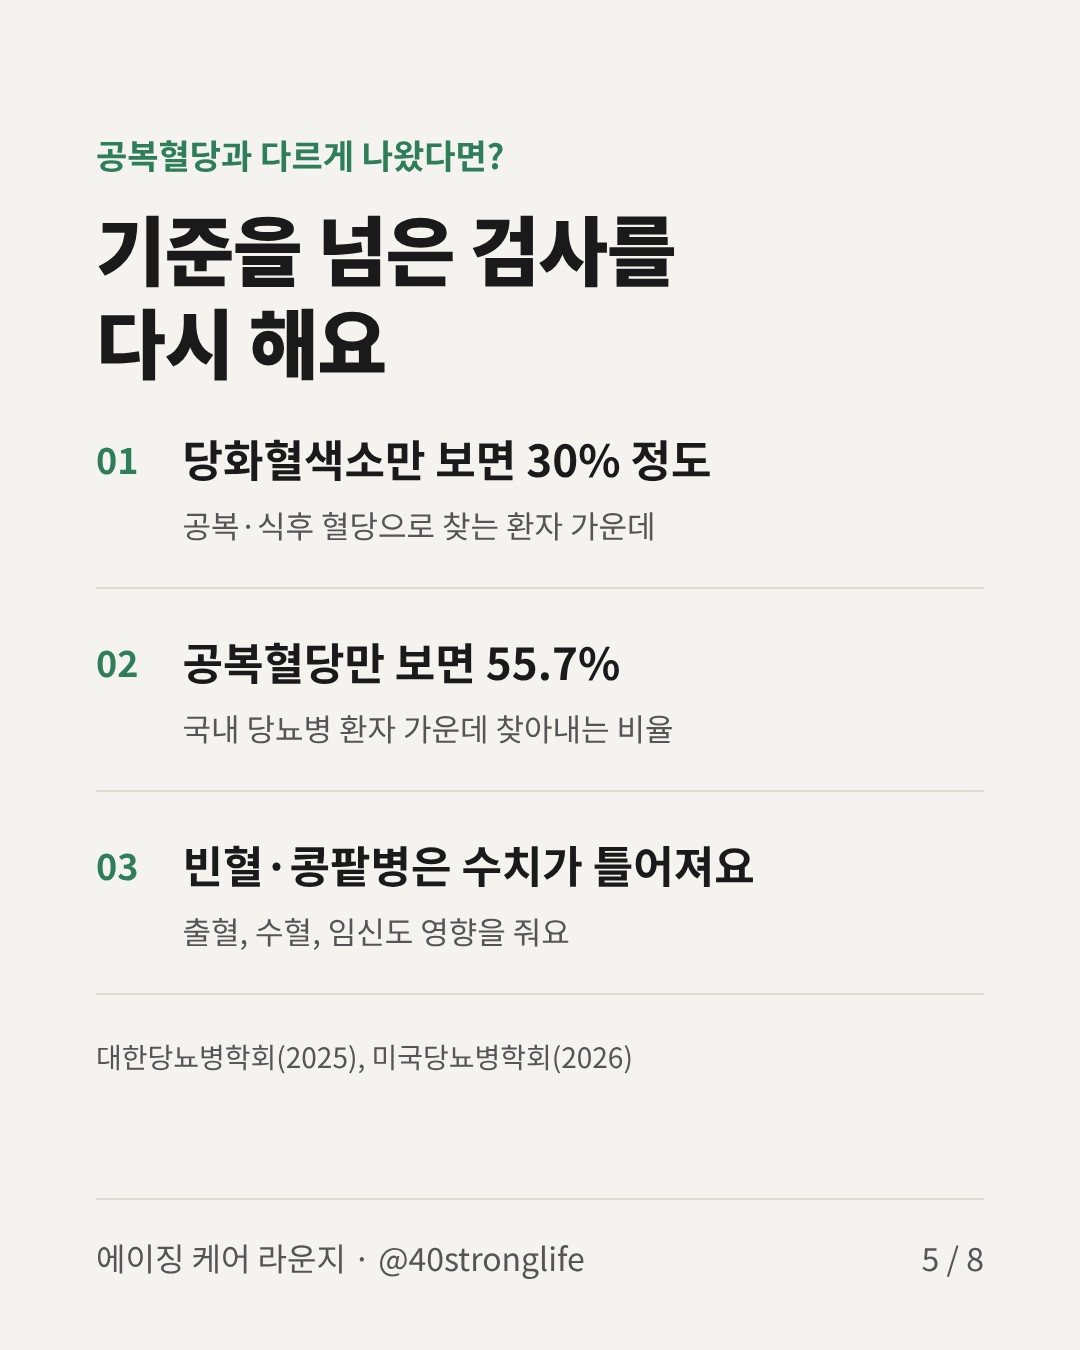 공복혈당과 다르게 나왔다면?
기준을 넘은 검사를
다시 해요
01 당화혈색소만 보면 30% 정도
공복·식후 혈당으로 찾는 환자 가운데
02 공복혈당만 보면 55.7%
국내 당뇨병 환자 가운데 찾아내는 비율
03 빈혈·콩팥병은 수치가 틀어져요
출혈, 수혈, 임신도 영향을 줘요
대한당뇨병학회(2025), 미국당뇨병학회(2026)
에이징 케어 라운지 · @40stronglife 5 / 8